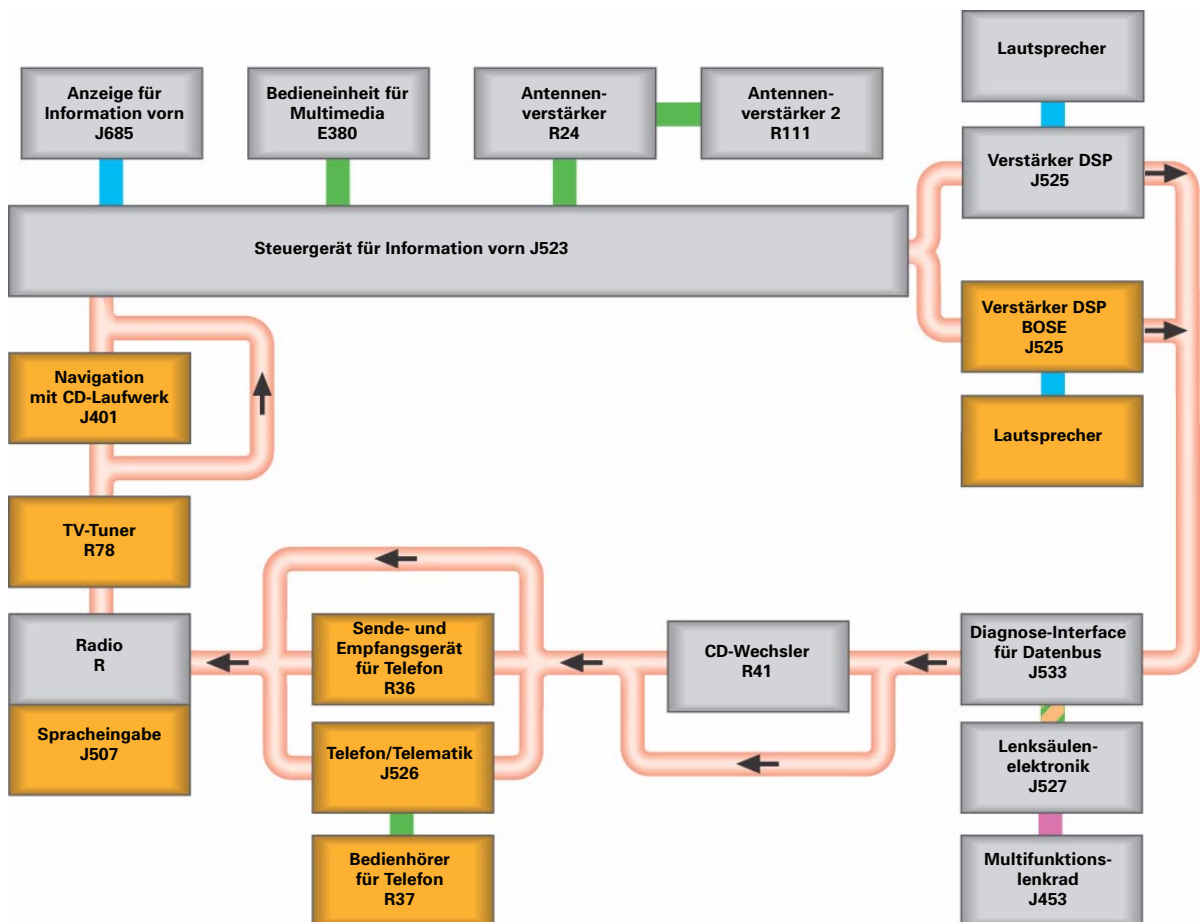 Lautsprecher
Anzeige für
Information vorn
J685
Bedieneinheit für
Multimedia
E380
Antennen-
verstärker
R24
Antennen-
verstärker 2
R111
Verstärker DSP
J525
Steuergerät für Information vorn J523
Verstärker DSP
BOSE
J525
Lautsprecher
Navigation
mit CD-Laufwerk
J401
TV-Tuner
R78
Radio
R
Spracheingabe
J507
Sende- und
Empfangsgerät
für Telefon
R36
Telefon/Telematik
J526
Bedienhörer
für Telefon
R37
CD-Wechsler
R41
Diagnose-Interface
für Datenbus
J533
Lenksäulen-
elektronik
J527
Multifunktions-
lenkrad
J453